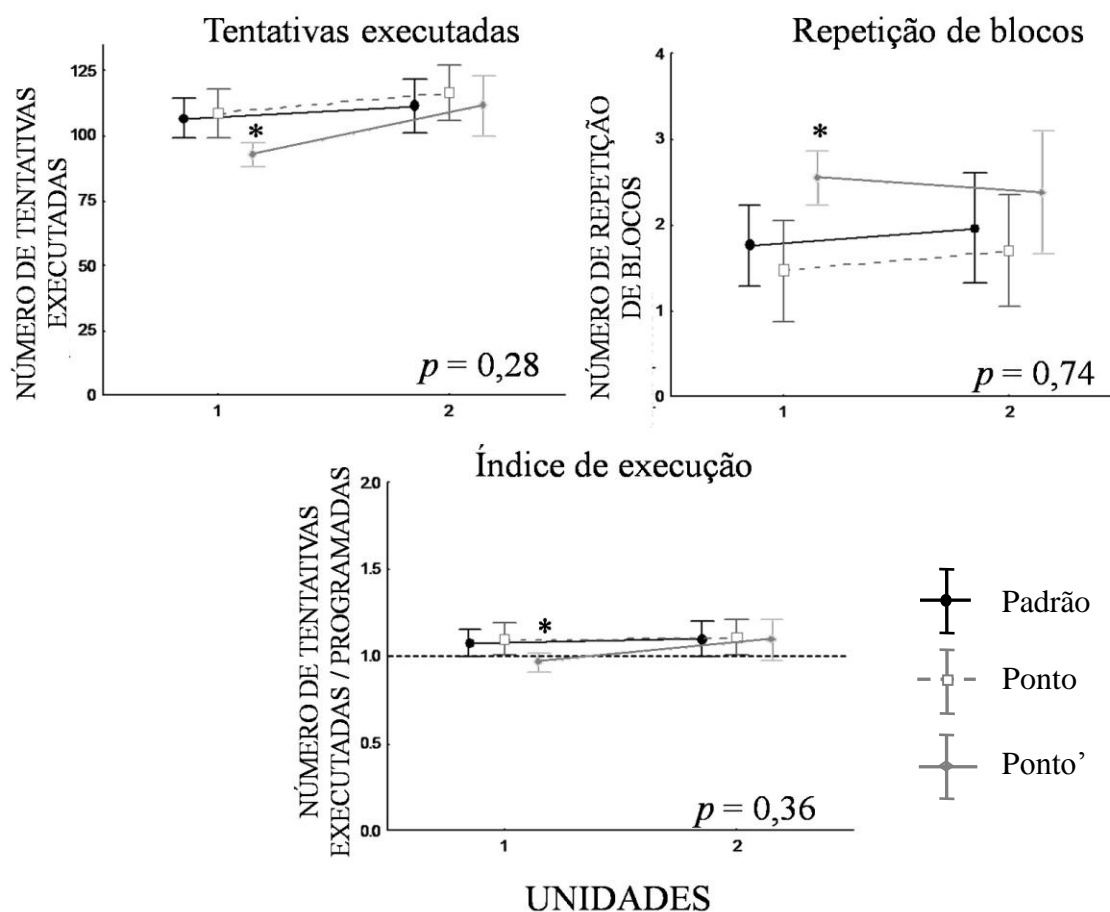 Tentativas executadas
NÚMERO DE TENTATIVAS
EXECUTADAS
125
100
75
50
25
0
*
p = 0,28
1
2
Repetição de blocos
NÚMERO DE REPETIÇÃO
DE BLOCOS
4
3
2
1
0
*
p = 0,74
1
2
Índice de execução
NÚMERO DE TENTATIVAS
EXECUTADAS / PROGRAMADAS
2.0
1.5
1.0
0.5
0.0
*
p = 0,36
1
2
UNIDADES
Padrão
Ponto
Ponto’